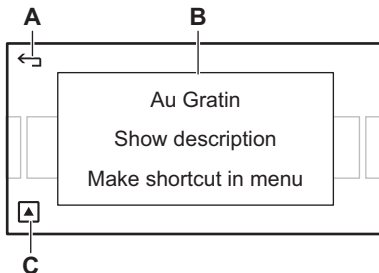 A B
Au Gratin
Show description
Make shortcut in menu
C